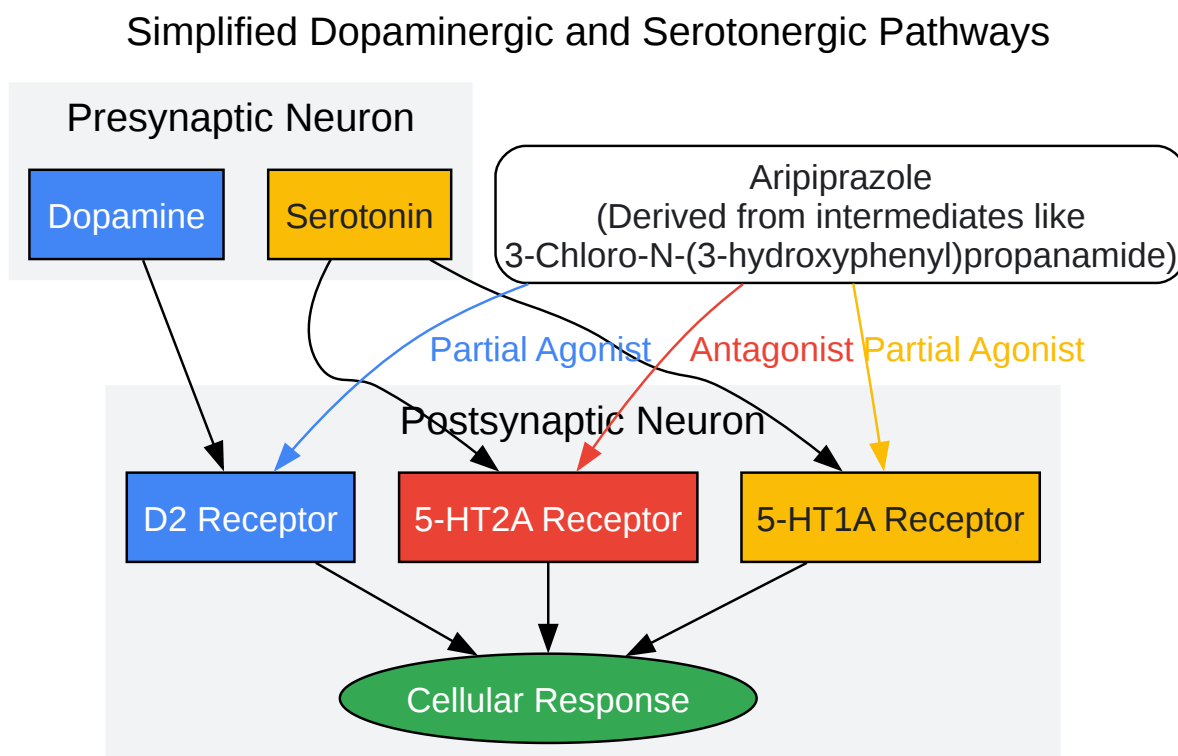 Simplified Dopaminergic and Serotonergic Pathways
Presynaptic Neuron
Dopamine
Serotonin
Aripiprazole
(Derived from intermediates like
3-Chloro-N-(3-hydroxyphenyl)propanamide)
Partial Agonist
Antagonist
Partial Agonist
Postsynaptic Neuron
D2 Receptor
5-HT2A Receptor
5-HT1A Receptor
Cellular Response